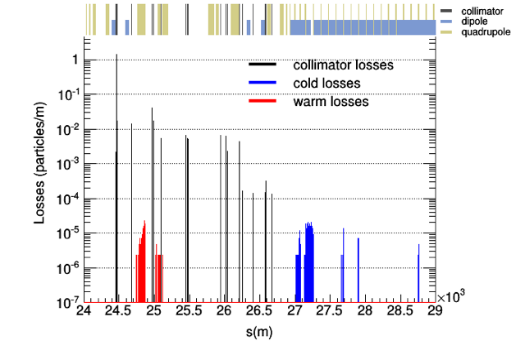 collimator
dipole
quadrupole
Losses (particles/m)
1
10-1
10-2
10-3
10-4
10-5
10-6
10-7
collimator losses
cold losses
warm losses
24 24.5 25 25.5 26 26.5 27 27.5 28 28.5 29
×10³
s(m)